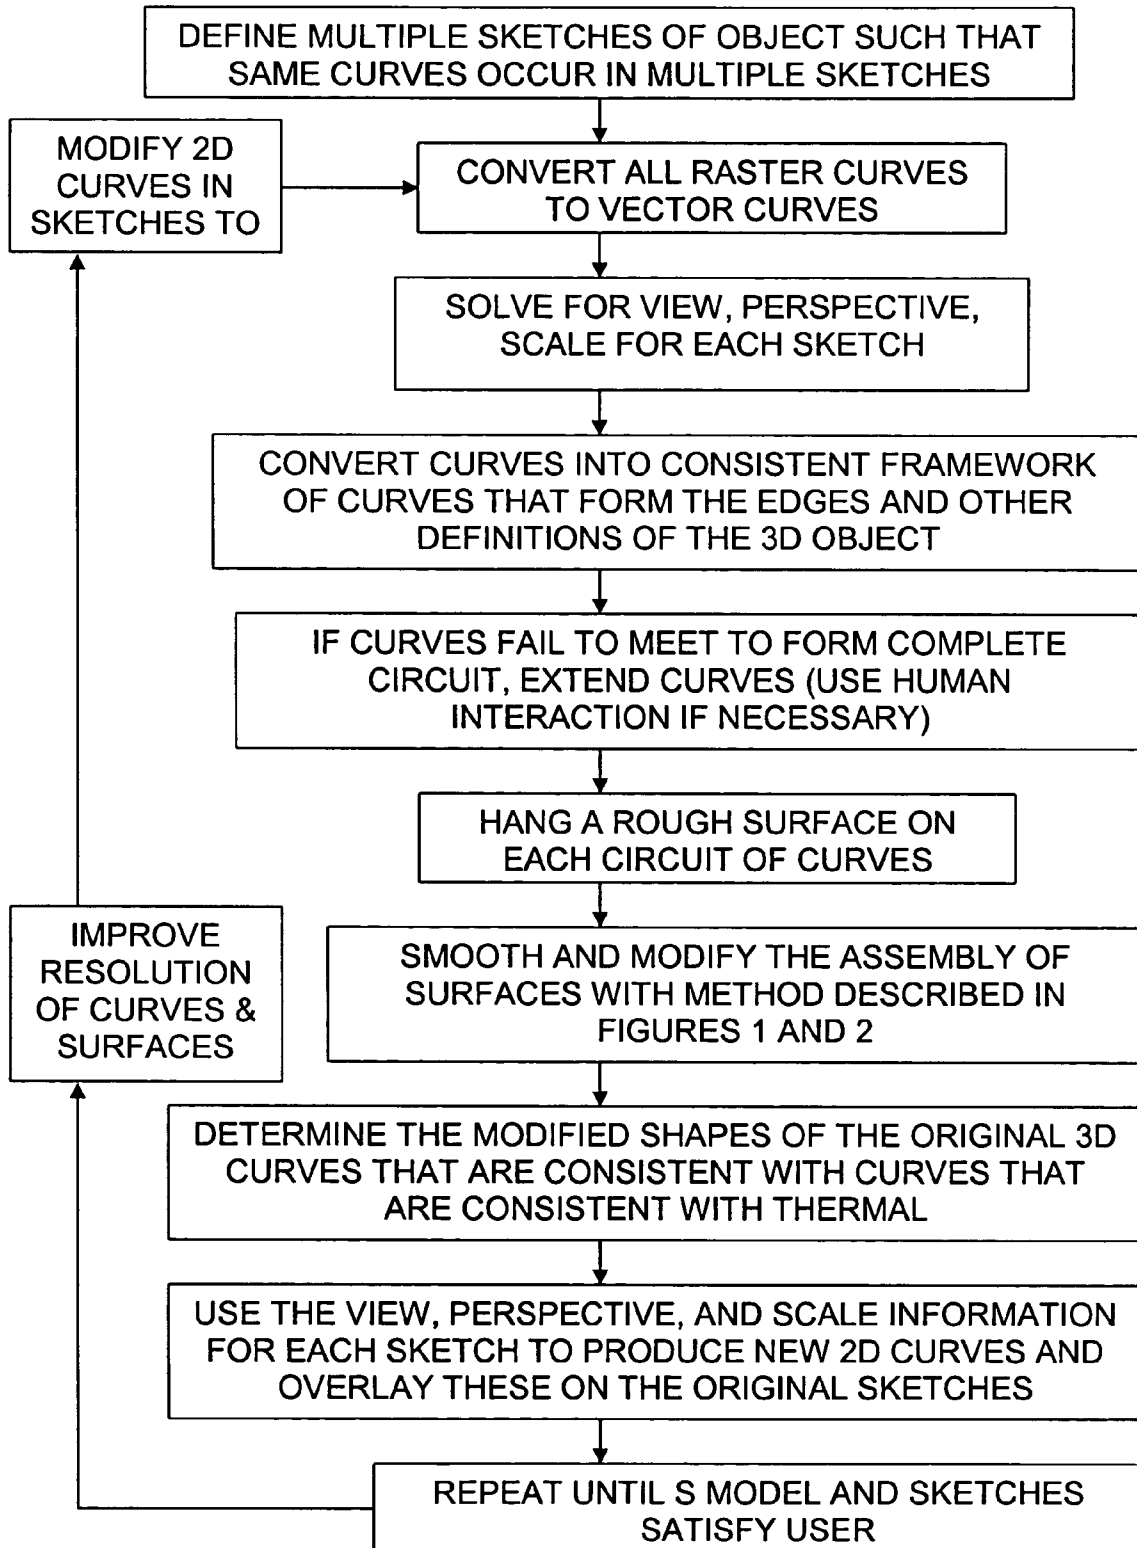 DEFINE MULTIPLE SKETCHES OF OBJECT SUCH THAT
SAME CURVES OCCUR IN MULTIPLE SKETCHES
MODIFY 2D
CURVES IN
SKETCHES TO
CONVERT ALL RASTER CURVES
TO VECTOR CURVES
SOLVE FOR VIEW, PERSPECTIVE,
SCALE FOR EACH SKETCH
CONVERT CURVES INTO CONSISTENT FRAMEWORK
OF CURVES THAT FORM THE EDGES AND OTHER
DEFINITIONS OF THE 3D OBJECT
IF CURVES FAIL TO MEET TO FORM COMPLETE
CIRCUIT, EXTEND CURVES (USE HUMAN
INTERACTION IF NECESSARY)
HANG A ROUGH SURFACE ON
EACH CIRCUIT OF CURVES
IMPROVE
RESOLUTION
OF CURVES &
SURFACES
SMOOTH AND MODIFY THE ASSEMBLY OF
SURFACES WITH METHOD DESCRIBED IN
FIGURES 1 AND 2
DETERMINE THE MODIFIED SHAPES OF THE ORIGINAL 3D
CURVES THAT ARE CONSISTENT WITH CURVES THAT
ARE CONSISTENT WITH THERMAL
USE THE VIEW, PERSPECTIVE, AND SCALE INFORMATION
FOR EACH SKETCH TO PRODUCE NEW 2D CURVES AND
OVERLAY THESE ON THE ORIGINAL SKETCHES
REPEAT UNTIL S MODEL AND SKETCHES
SATISFY USER